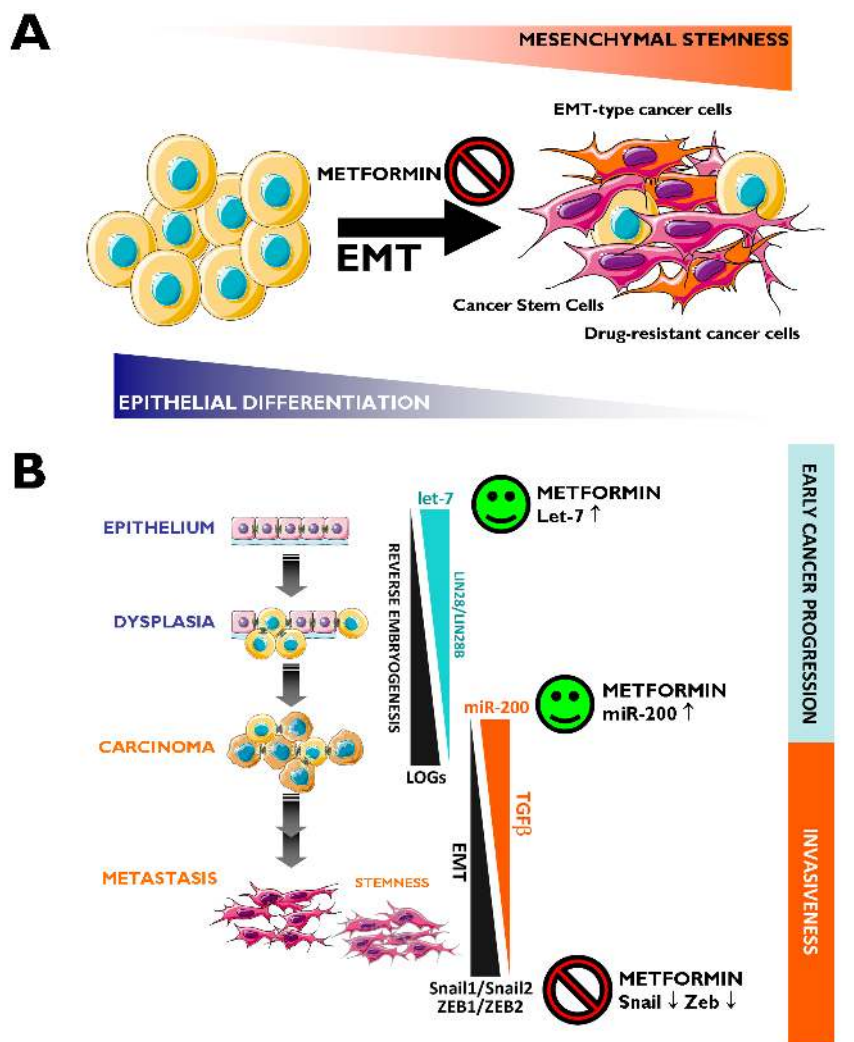 A
MESENCHYMAL STEMNESS
EMT-type cancer cells
METFORMIN
EMT
Cancer Stem Cells
Drug-resistant cancer cells
EPITHELIAL DIFFERENTIATION
B
let-7
METFORMIN
Let-7 ↑
EPITHELIUM
REVERSE EMBRYOGENESIS
LIN28/LIN28B
DYSPLASIA
EARLY CANCER PROGRESSION
METFORMIN
miR-200 ↑
miR-200
CARCINOMA
LOGs
TGFβ
EMT
METASTASIS
STEMNESS
INVASIVENESS
Snail1/Snail2
ZEB1/ZEB2
METFORMIN
Snail ↓ Zeb ↓